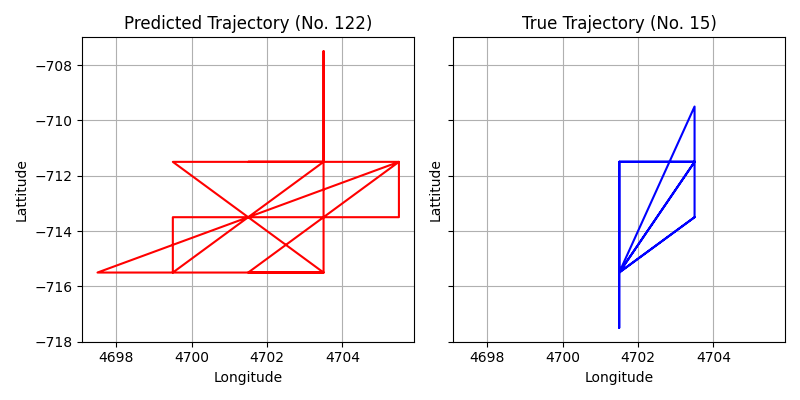 Predicted Trajectory (No. 122)
True Trajectory (No. 15)
Lattitude
−708
−710
−712
−714
−716
−718
4698 4700 4702 4704
Longitude
Lattitude
4698 4700 4702 4704
Longitude